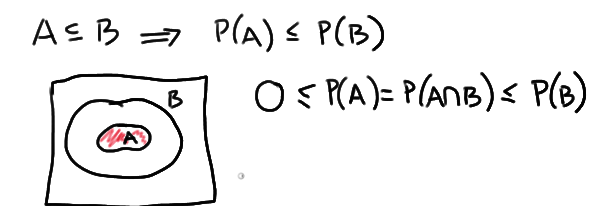 A ⊆ B ⟹ P(A) ≤ P(B)
B
A
0 ≤ P(A) = P(A∩B) ≤ P(B)